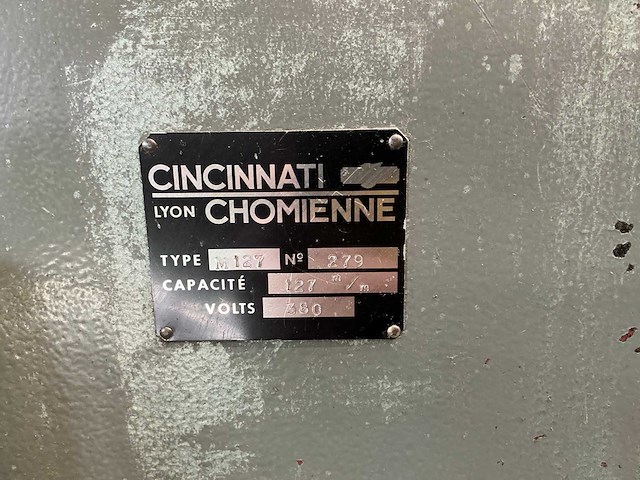 CINCINNATI
LYON CHOMIENNE
TYPE M127 Nº 279
CAPACITÉ 127 m/m
VOLTS 380